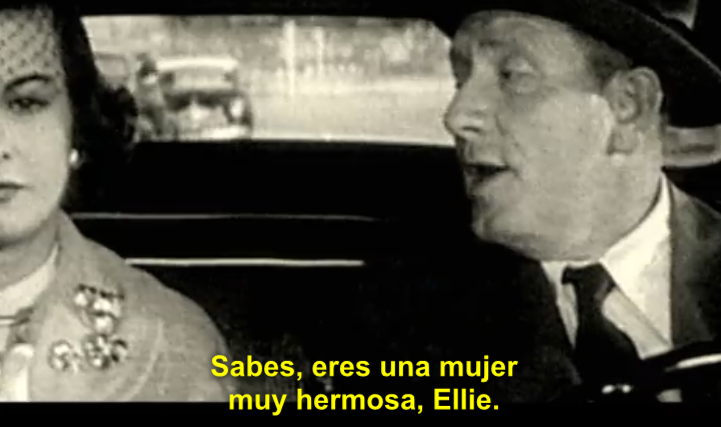 Sabes, eres una mujer
muy hermosa, Ellie.